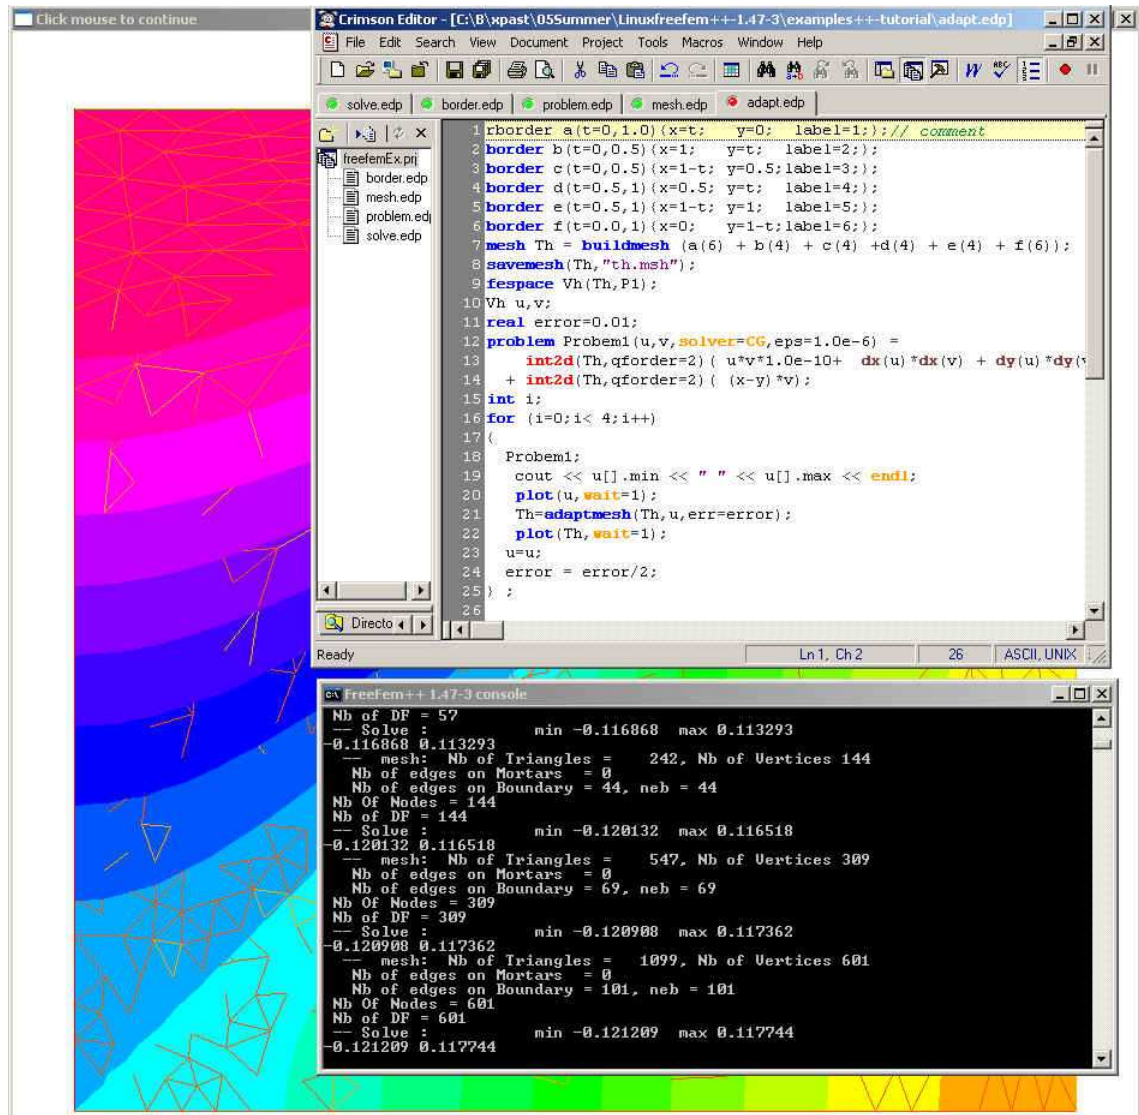 Click mouse to continue
Crimson Editor - [C:\8\xpast\05Summer\Linuxfreefem++-1.47-3\examples++-tutorial\adapt.edp]
File Edit Search View Document Project Tools Macros Window Help
solve.edp border.edp problem.edp mesh.edp adapt.edp
freefemEx.prj
border.edp
mesh.edp
problem.edp
solve.edp
Directo
1 rborder a(t=0,1.0){x=t; y=0; label=1;};// comment
2 border b(t=0,0.5){x=1; y=t; label=2;};
3 border c(t=0,0.5){x=1-t; y=0.5;label=3;};
4 border d(t=0.5,1){x=0.5; y=t; label=4;};
5 border e(t=0.5,1){x=1-t; y=1; label=5;};
6 border f(t=0.0,1){x=0; y=1-t;label=6;};
7 mesh Th = buildmesh (a(6) + b(4) + c(4) +d(4) + e(4) + f(6));
8 savemesh(Th,"th.msh");
9 fespace Vh(Th,P1);
10 Vh u,v;
11 real error=0.01;
12 problem Probem1(u,v,solver=CG,eps=1.0e-6) =
13 int2d(Th,qforder=2)( u*v*1.0e-10+ dx(u)*dx(v) + dy(u)*dy(v
14 + int2d(Th,qforder=2)( (x-y)*v);
15 int i;
16 for (i=0;i< 4;i++)
17 {
18 Probem1;
19 cout << u[].min << " " << u[].max << endl;
20 plot(u,wait=1);
21 Th=adaptmesh(Th,u,err=error);
22 plot(Th,wait=1);
23 u=u;
24 error = error/2;
25 } ;
26
Ready Ln 1, Ch 2 26 ASCII, UNIX
FreeFem++ 1.47-3 console
Nb of DF = 57
-- Solve : min -0.116868 max 0.113293
-0.116868 0.113293
-- mesh: Nb of Triangles = 242, Nb of Vertices 144
Nb of edges on Mortars = 0
Nb of edges on Boundary = 44, neb = 44
Nb Of Nodes = 144
Nb of DF = 144
-- Solve : min -0.120132 max 0.116518
-0.120132 0.116518
-- mesh: Nb of Triangles = 547, Nb of Vertices 309
Nb of edges on Mortars = 0
Nb of edges on Boundary = 69, neb = 69
Nb Of Nodes = 309
Nb of DF = 309
-- Solve : min -0.120908 max 0.117362
-0.120908 0.117362
-- mesh: Nb of Triangles = 1099, Nb of Vertices 601
Nb of edges on Mortars = 0
Nb of edges on Boundary = 101, neb = 101
Nb Of Nodes = 601
Nb of DF = 601
-- Solve : min -0.121209 max 0.117744
-0.121209 0.117744